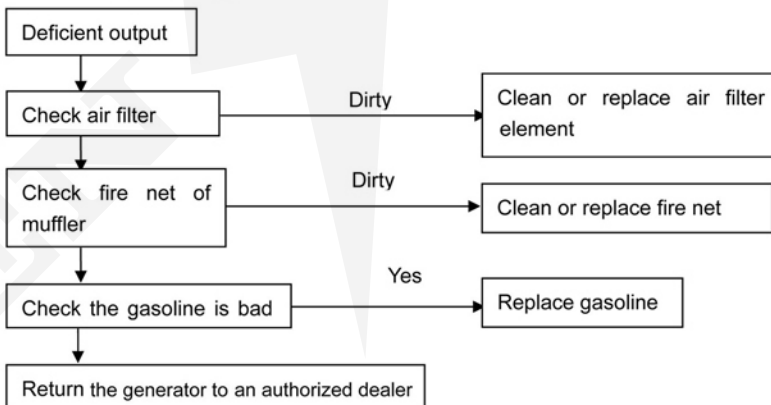 Deficient output
Check air filter
Dirty
Clean or replace air filter
element
Check fire net of
muffler
Dirty
Clean or replace fire net
Check the gasoline is bad
Yes
Replace gasoline
Return the generator to an authorized dealer